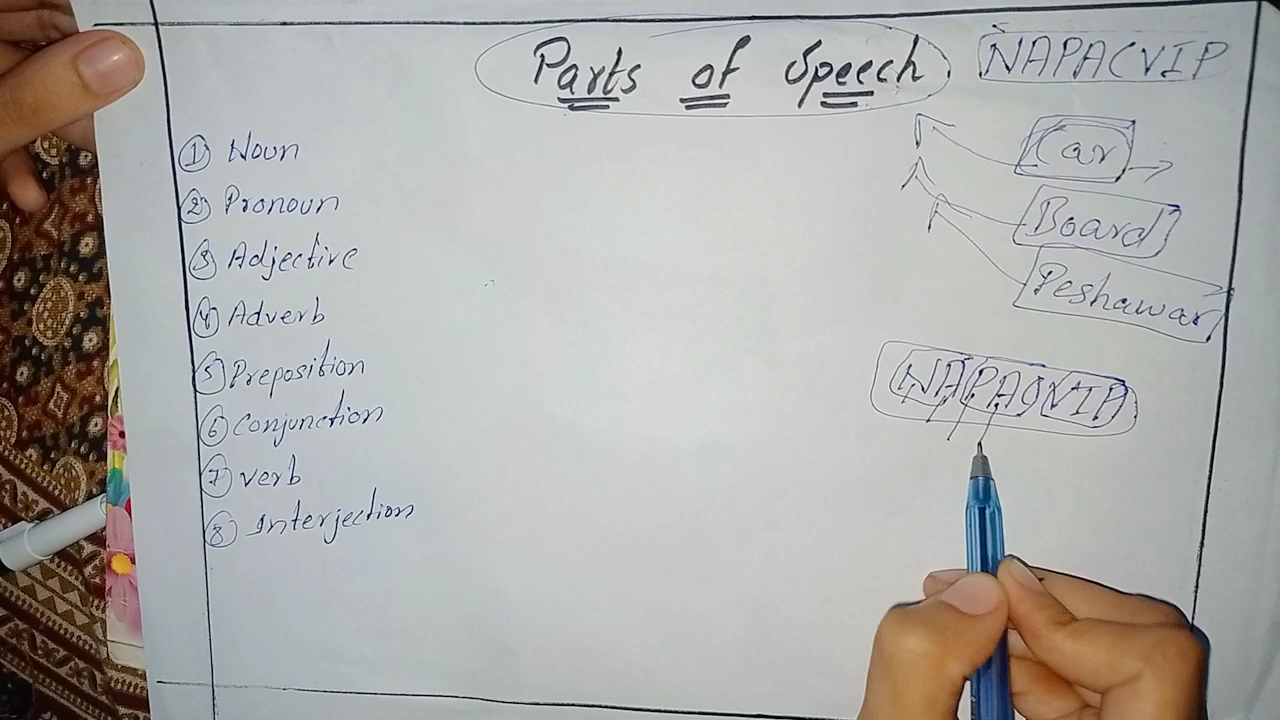 Parts of Speech
NAPACVIP
① Noun
② Pronoun
③ Adjective
④ Adverb
⑤ Preposition
⑥ Conjunction
⑦ verb
⑧ Interjection
Car
Board
Peshawar
NAPACVIP